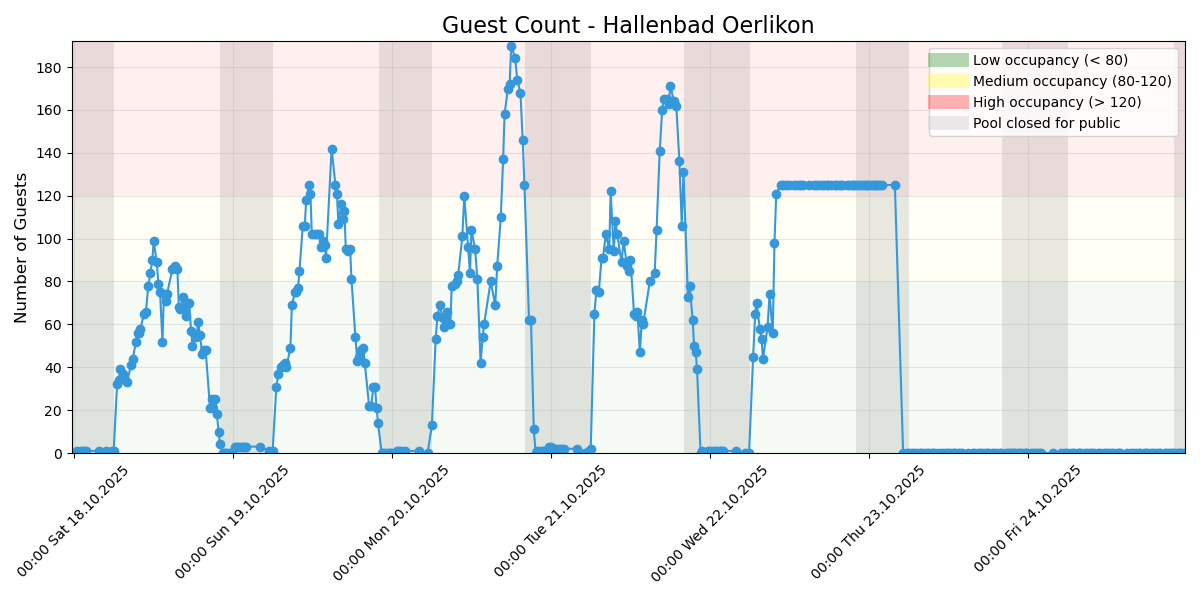 Guest Count - Hallenbad Oerlikon
Number of Guests
180
160
140
120
100
80
60
40
20
0
Low occupancy (< 80)
Medium occupancy (80-120)
High occupancy (> 120)
Pool closed for public
00:00 Sat 18.10.2025
00:00 Sun 19.10.2025
00:00 Mon 20.10.2025
00:00 Tue 21.10.2025
00:00 Wed 22.10.2025
00:00 Thu 23.10.2025
00:00 Fri 24.10.2025